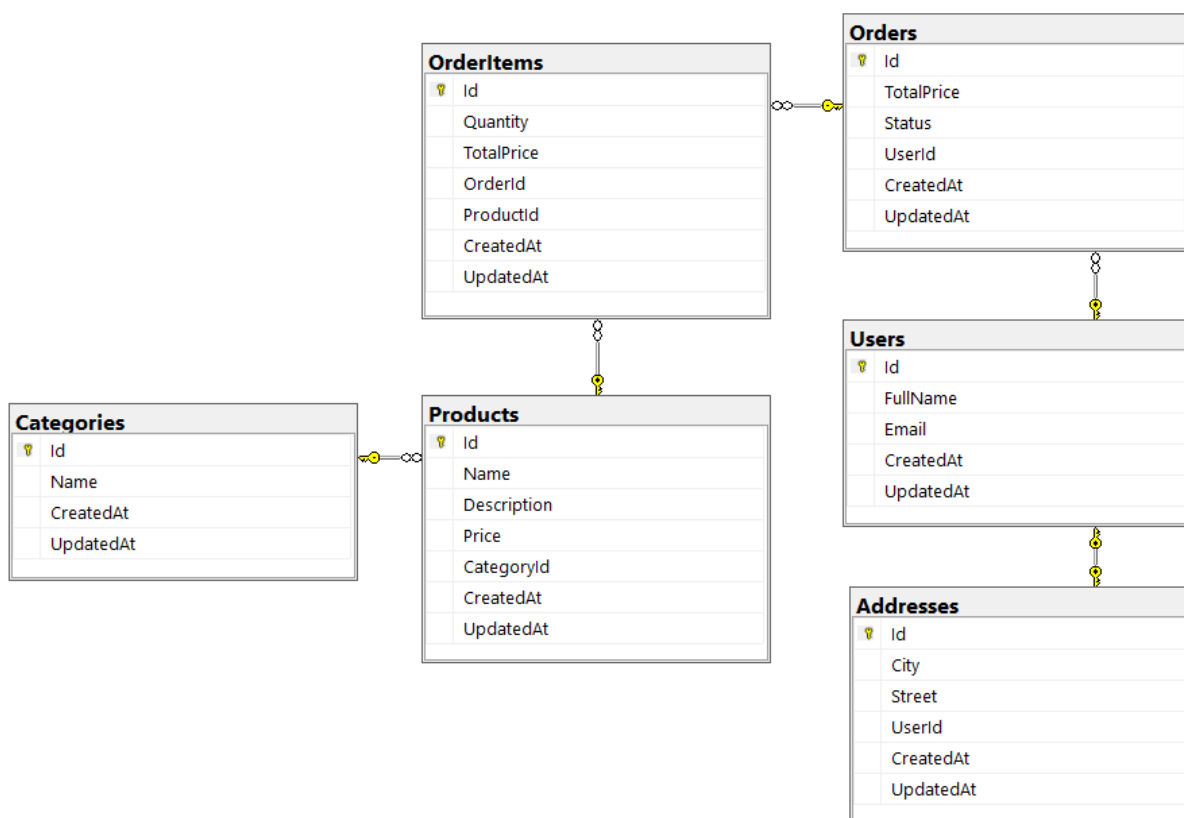 OrderItems
Id
Quantity
TotalPrice
OrderId
ProductId
CreatedAt
UpdatedAt
Orders
Id
TotalPrice
Status
UserId
CreatedAt
UpdatedAt
Categories
Id
Name
CreatedAt
UpdatedAt
Products
Id
Name
Description
Price
CategoryId
CreatedAt
UpdatedAt
Users
Id
FullName
Email
CreatedAt
UpdatedAt
Addresses
Id
City
Street
UserId
CreatedAt
UpdatedAt